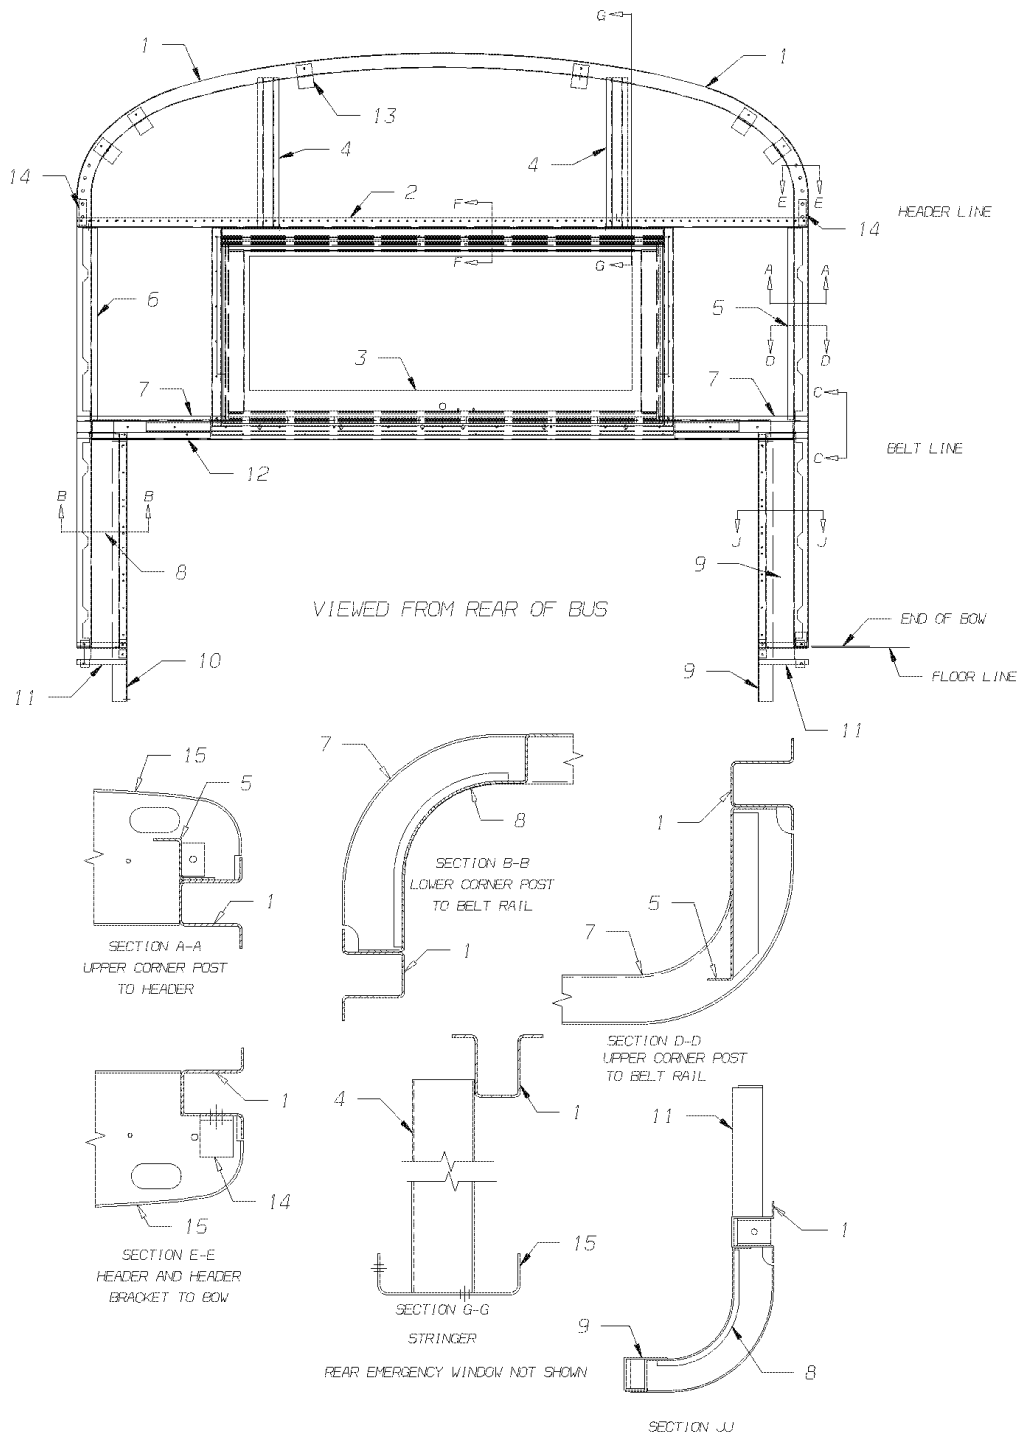 G
1
1
13
4
4
14
2
E E
F
HEADER LINE
14
F
G
A A
6
5
3
D D
7
7
C
BELT LINE
12
C
B B
J J
8
9
VIEWED FROM REAR OF BUS
END OF BOW
10
9
FLOOR LINE
11
11
15
7
5
1
8
SECTION B-B
LOWER CORNER POST
TO BELT RAIL
5
1
7
SECTION A-A
UPPER CORNER POST
TO HEADER
1
SECTION D-D
UPPER CORNER POST
TO BELT RAIL
1
4
1
11
14
15
1
SECTION E-E
HEADER AND HEADER
BRACKET TO BOW
15
SECTION G-G
STRINGER
9
REAR EMERGENCY WINDOW NOT SHOWN
8
SECTION JJ